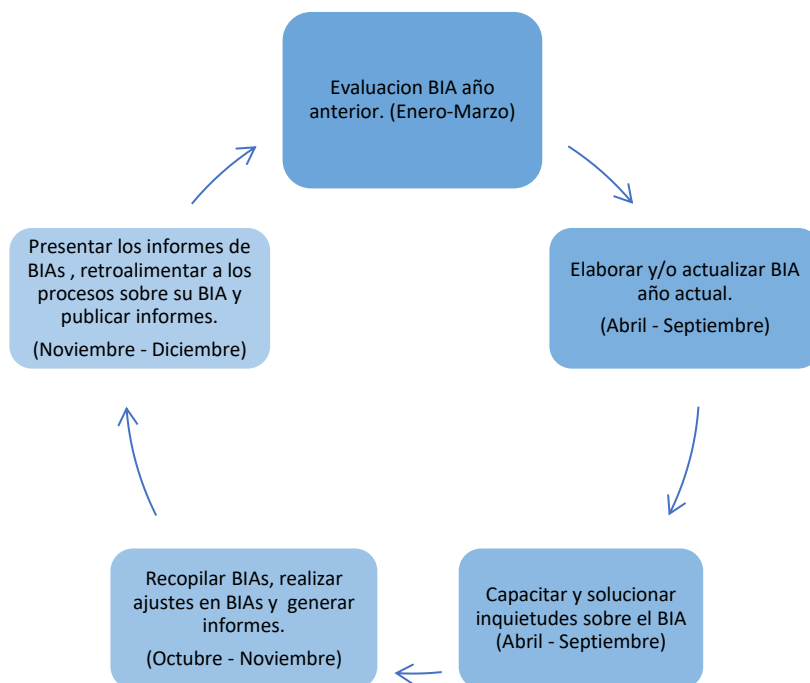 Evaluacion BIA año
anterior. (Enero-Marzo)
Elaborar y/o actualizar BIA
año actual.
(Abril - Septiembre)
Capacitar y solucionar
inquietudes sobre el BIA
(Abril - Septiembre)
Recopilar BIAs, realizar
ajustes en BIAs y  generar
informes.
(Octubre - Noviembre)
Presentar los informes de
BIAs , retroalimentar a los
procesos sobre su BIA y
publicar informes.
(Noviembre - Diciembre)